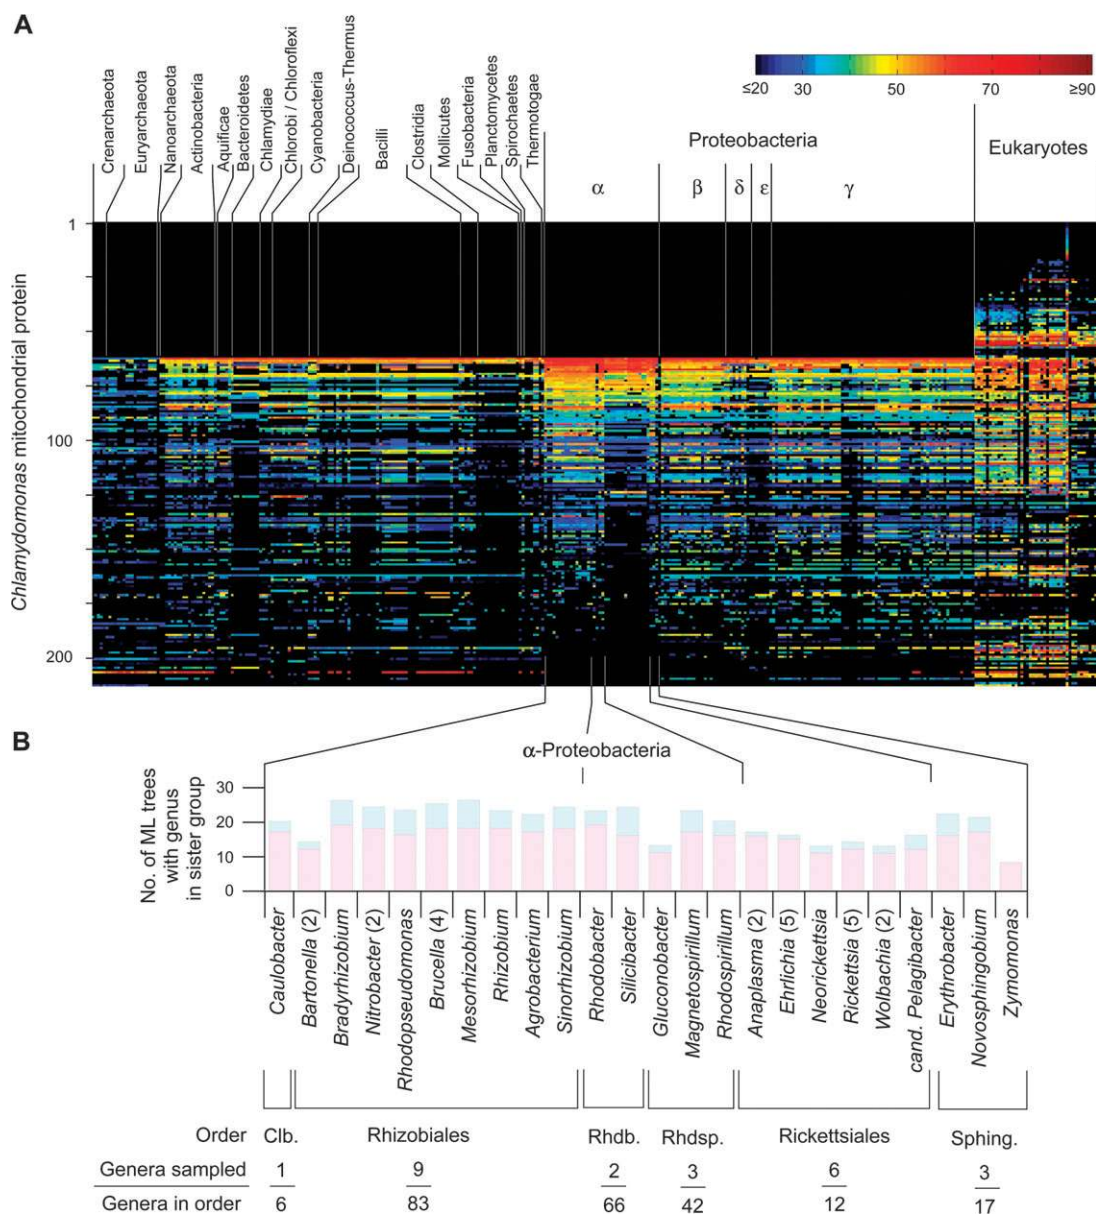 A
Crenarchaeota
Euryarchaeota
Nanoarchaeota
Actinobacteria
Aquificae
Bacteroidetes
Chlamydiae
Chlorobi / Chloroflexi
Cyanobacteria
Deinococcus-Thermus
Bacilli
Clostridia
Mollicutes
Fusobacteria
Planctomycetes
Spirochaetes
Thermotogae
≤20 30 50 70 ≥90
Proteobacteria
Eukaryotes
α β δ ε γ
1
100
200
Chlamydomonas mitochondrial protein
B
α-Proteobacteria
No. of ML trees
with genus
in sister group
30
20
10
0
Caulobacter
Bartonella (2)
Bradyrhizobium
Nitrobacter (2)
Rhodopseudomonas
Brucella (4)
Mesorhizobium
Rhizobium
Agrobacterium
Sinorhizobium
Rhodobacter
Silicibacter
Gluconobacter
Magnetospirillum
Rhodospirillum
Anaplasma (2)
Ehrlichia (5)
Neorickettsia
Rickettsia (5)
Wolbachia (2)
cand. Pelagibacter
Erythrobacter
Novosphingobium
Zymomonas
Order Clb. Rhizobiales Rhdb. Rhdsp. Rickettsiales Sphing.
Genera sampled 1 9 2 3 6 3
Genera in order 6 83 66 42 12 17